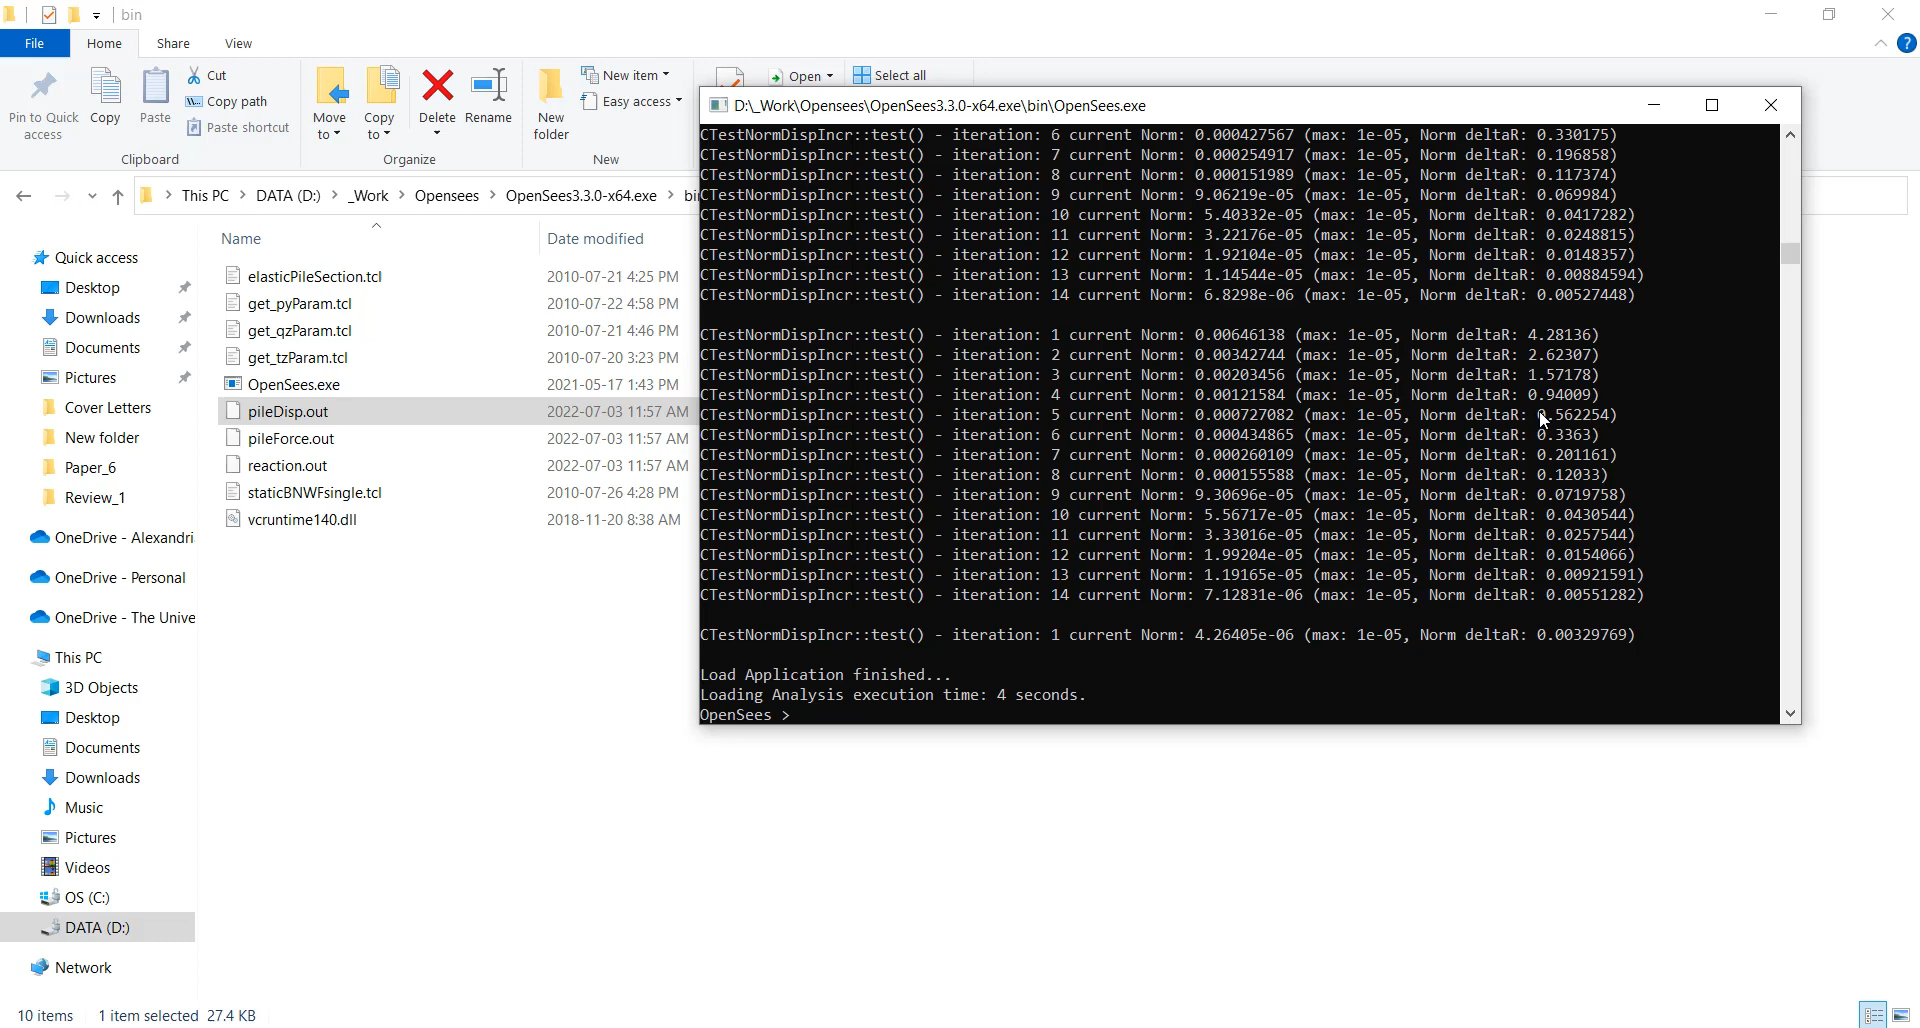 bin
File
Home
Share
View
Pin to Quick access
Copy
Paste
Cut
Copy path
Paste shortcut
Clipboard
Move to
Copy to
Delete
Rename
Organize
New folder
New item
Easy access
New
Open
Select all
This PC > DATA (D:) > _Work > Opensees > OpenSees3.3.0-x64.exe >
Name
Date modified
Quick access
Desktop
Downloads
Documents
Pictures
Cover Letters
New folder
Paper_6
Review_1
OneDrive - Alexandri
OneDrive - Personal
OneDrive - The Unive
This PC
3D Objects
Desktop
Documents
Downloads
Music
Pictures
Videos
OS (C:)
DATA (D:)
Network
elasticPileSection.tcl 2010-07-21 4:25 PM
get_pyParam.tcl 2010-07-22 4:58 PM
get_qzParam.tcl 2010-07-21 4:46 PM
get_tzParam.tcl 2010-07-20 3:23 PM
OpenSees.exe 2021-05-17 1:43 PM
pileDisp.out 2022-07-03 11:57 AM
pileForce.out 2022-07-03 11:57 AM
reaction.out 2022-07-03 11:57 AM
staticBNWFsingle.tcl 2010-07-26 4:28 PM
vcruntime140.dll 2018-11-20 8:38 AM
D:\_Work\Opensees\OpenSees3.3.0-x64.exe\bin\OpenSees.exe
CTestNormDispIncr::test() - iteration: 6 current Norm: 0.000427567 (max: 1e-05, Norm deltaR: 0.330175)
CTestNormDispIncr::test() - iteration: 7 current Norm: 0.000254917 (max: 1e-05, Norm deltaR: 0.196858)
CTestNormDispIncr::test() - iteration: 8 current Norm: 0.000151989 (max: 1e-05, Norm deltaR: 0.117374)
CTestNormDispIncr::test() - iteration: 9 current Norm: 9.06219e-05 (max: 1e-05, Norm deltaR: 0.069984)
CTestNormDispIncr::test() - iteration: 10 current Norm: 5.40332e-05 (max: 1e-05, Norm deltaR: 0.0417282)
CTestNormDispIncr::test() - iteration: 11 current Norm: 3.22176e-05 (max: 1e-05, Norm deltaR: 0.0248815)
CTestNormDispIncr::test() - iteration: 12 current Norm: 1.92104e-05 (max: 1e-05, Norm deltaR: 0.0148357)
CTestNormDispIncr::test() - iteration: 13 current Norm: 1.14544e-05 (max: 1e-05, Norm deltaR: 0.00884594)
CTestNormDispIncr::test() - iteration: 14 current Norm: 6.8298e-06 (max: 1e-05, Norm deltaR: 0.00527448)
CTestNormDispIncr::test() - iteration: 1 current Norm: 0.00646138 (max: 1e-05, Norm deltaR: 4.28136)
CTestNormDispIncr::test() - iteration: 2 current Norm: 0.00342744 (max: 1e-05, Norm deltaR: 2.62307)
CTestNormDispIncr::test() - iteration: 3 current Norm: 0.00203456 (max: 1e-05, Norm deltaR: 1.57178)
CTestNormDispIncr::test() - iteration: 4 current Norm: 0.00121584 (max: 1e-05, Norm deltaR: 0.94009)
CTestNormDispIncr::test() - iteration: 5 current Norm: 0.000727082 (max: 1e-05, Norm deltaR: 0.562254)
CTestNormDispIncr::test() - iteration: 6 current Norm: 0.000434865 (max: 1e-05, Norm deltaR: 0.3363)
CTestNormDispIncr::test() - iteration: 7 current Norm: 0.000260109 (max: 1e-05, Norm deltaR: 0.201161)
CTestNormDispIncr::test() - iteration: 8 current Norm: 0.000155588 (max: 1e-05, Norm deltaR: 0.12033)
CTestNormDispIncr::test() - iteration: 9 current Norm: 9.30696e-05 (max: 1e-05, Norm deltaR: 0.0719758)
CTestNormDispIncr::test() - iteration: 10 current Norm: 5.56717e-05 (max: 1e-05, Norm deltaR: 0.0430544)
CTestNormDispIncr::test() - iteration: 11 current Norm: 3.33016e-05 (max: 1e-05, Norm deltaR: 0.0257544)
CTestNormDispIncr::test() - iteration: 12 current Norm: 1.99204e-05 (max: 1e-05, Norm deltaR: 0.0154066)
CTestNormDispIncr::test() - iteration: 13 current Norm: 1.19165e-05 (max: 1e-05, Norm deltaR: 0.00921591)
CTestNormDispIncr::test() - iteration: 14 current Norm: 7.12831e-06 (max: 1e-05, Norm deltaR: 0.00551282)
CTestNormDispIncr::test() - iteration: 1 current Norm: 4.26405e-06 (max: 1e-05, Norm deltaR: 0.00329769)
Load Application finished...
Loading Analysis execution time: 4 seconds.
OpenSees >
10 items 1 item selected 27.4 KB